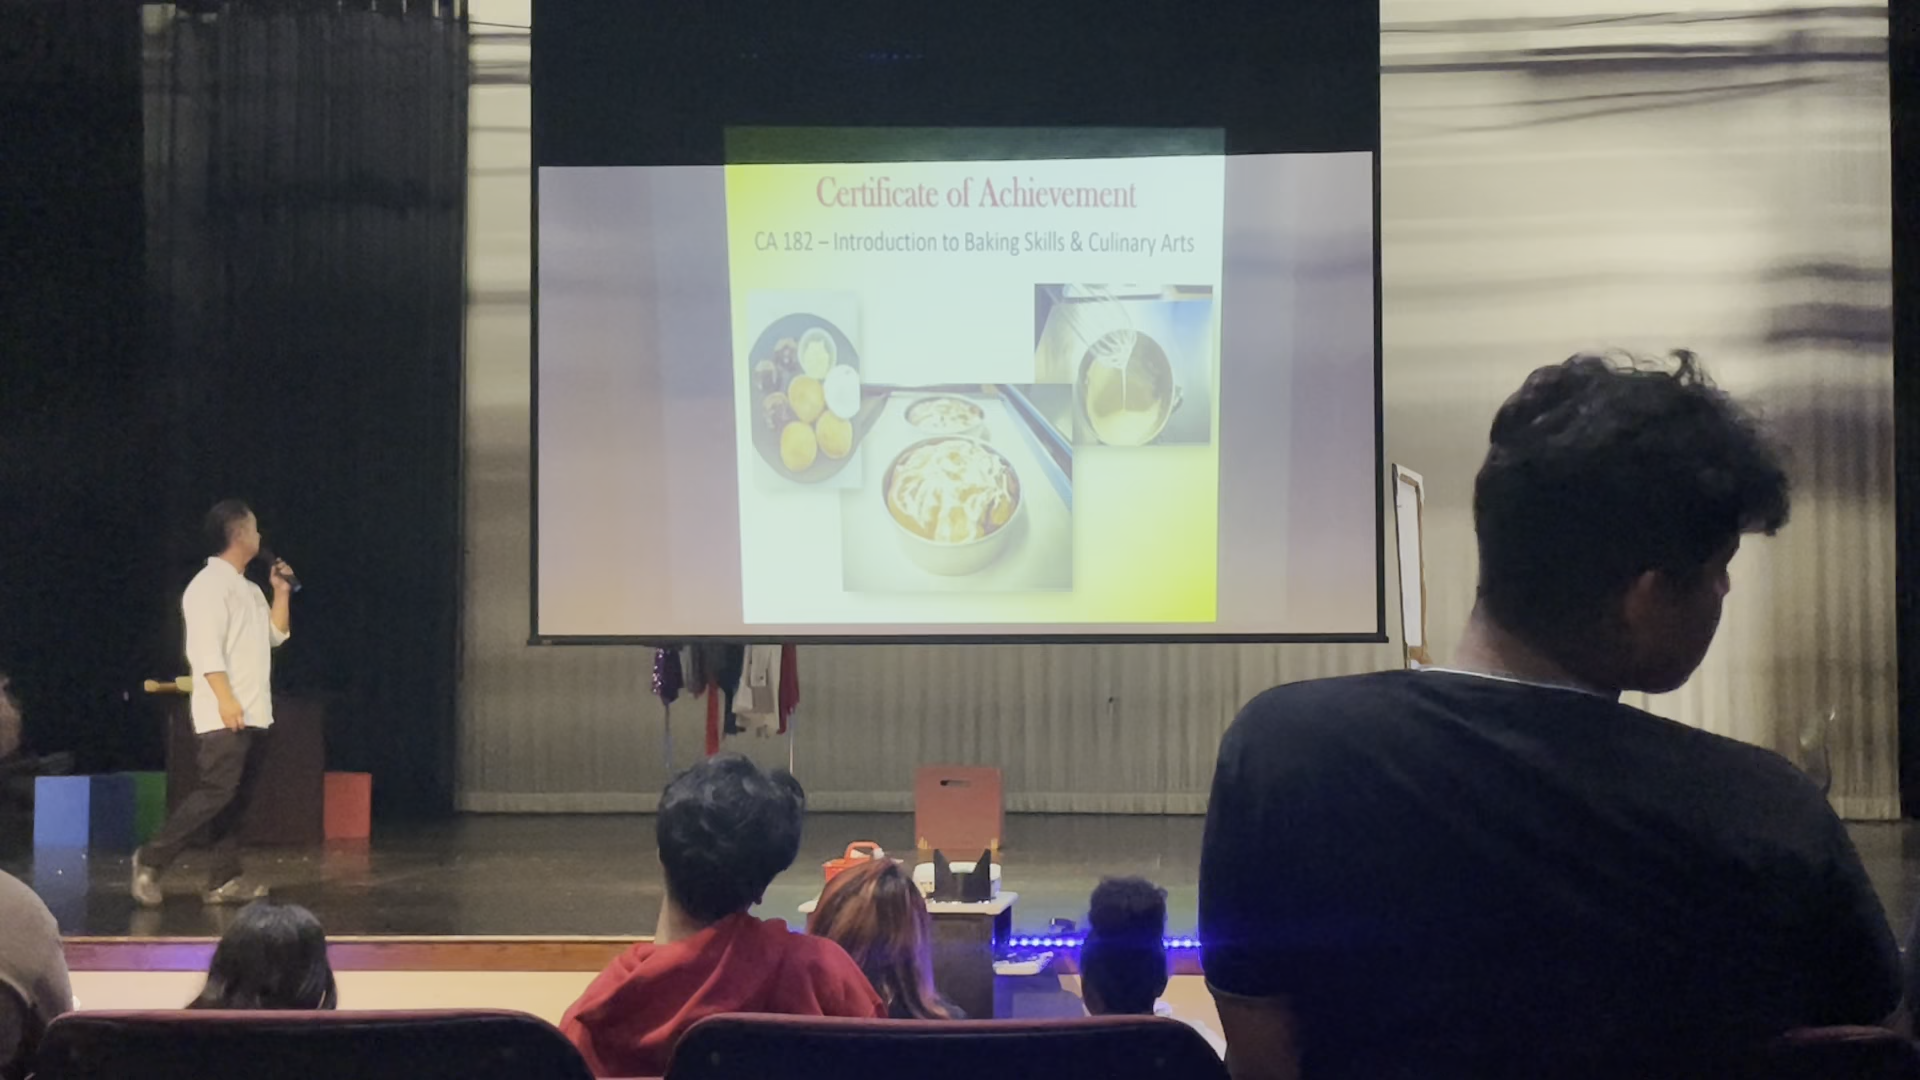 Certificate of Achievement
CA 182 – Introduction to Baking Skills & Culinary Arts